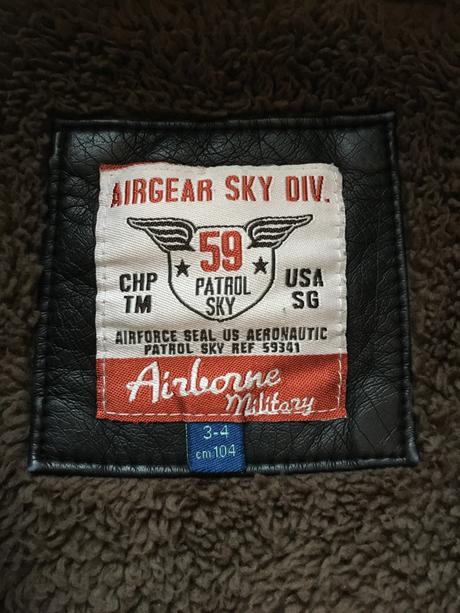 AIRGEAR SKY DIV.
59
PATROL
SKY
CHP
TM
USA
SG
AIRFORCE SEAL US AERONAUTIC
PATROL SKY REF 59341
Airborne
Military
3-4
cm 104